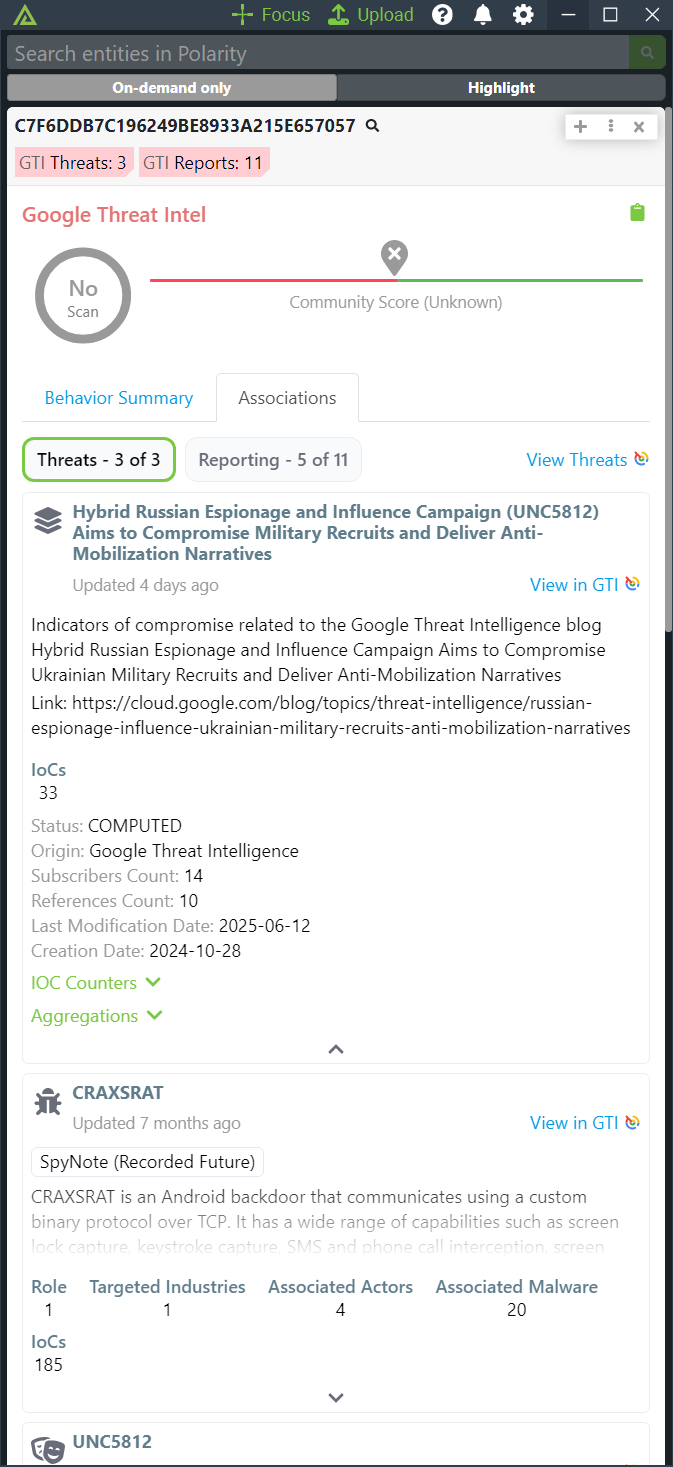 Focus Upload
Search entities in Polarity
On-demand only Highlight
C7F6DDB7C196249BE8933A215E657057
GTI Threats: 3 GTI Reports: 11
Google Threat Intel
No
Scan
Community Score (Unknown)
Behavior Summary Associations
Threats - 3 of 3 Reporting - 5 of 11 View Threats
Hybrid Russian Espionage and Influence Campaign (UNC5812)
Aims to Compromise Military Recruits and Deliver Anti-
Mobilization Narratives
Updated 4 days ago View in GTI
Indicators of compromise related to the Google Threat Intelligence blog
Hybrid Russian Espionage and Influence Campaign Aims to Compromise
Ukrainian Military Recruits and Deliver Anti-Mobilization Narratives
Link: https://cloud.google.com/blog/topics/threat-intelligence/russian-
espionage-influence-ukrainian-military-recruits-anti-mobilization-narratives
IoCs
33
Status: COMPUTED
Origin: Google Threat Intelligence
Subscribers Count: 14
References Count: 10
Last Modification Date: 2025-06-12
Creation Date: 2024-10-28
IOC Counters
Aggregations
CRAXSRAT
Updated 7 months ago View in GTI
SpyNote (Recorded Future)
CRAXSRAT is an Android backdoor that communicates using a custom
binary protocol over TCP. It has a wide range of capabilities such as screen
lock capture, keystroke capture, SMS and phone call interception, screen
Role Targeted Industries Associated Actors Associated Malware
1 1 4 20
IoCs
185
UNC5812